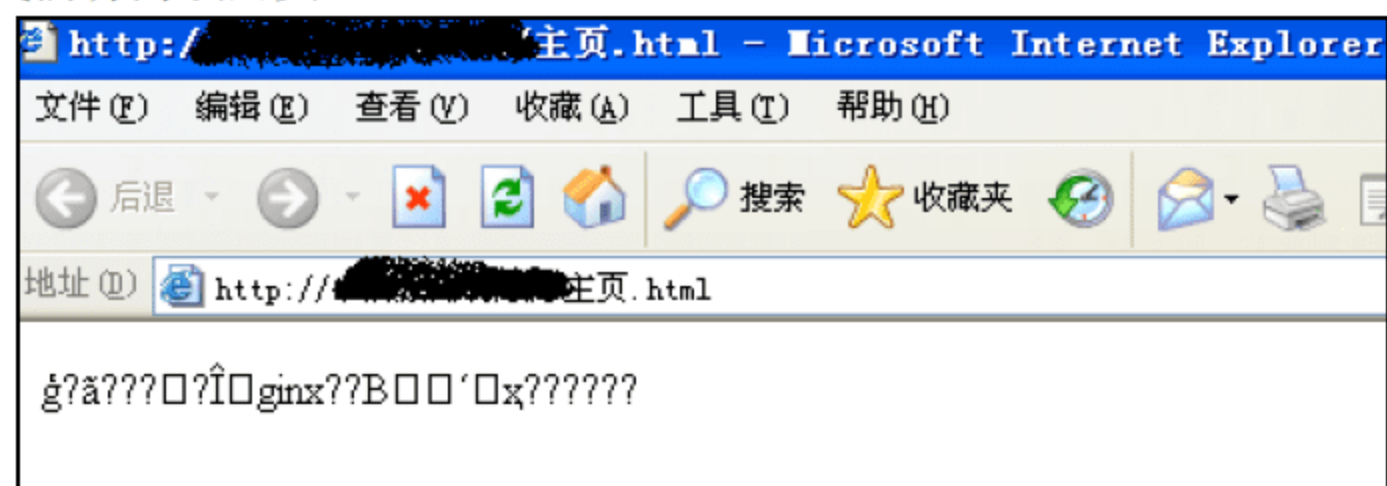 http:/主页.html - Microsoft Internet Explorer
文件(F) 编辑(E) 查看(V) 收藏(A) 工具(T) 帮助(H)
后退 搜索 收藏夹
地址(D) http://主页.html
ģ?ã???□?Î□ginx??B□□´□ҳ??????